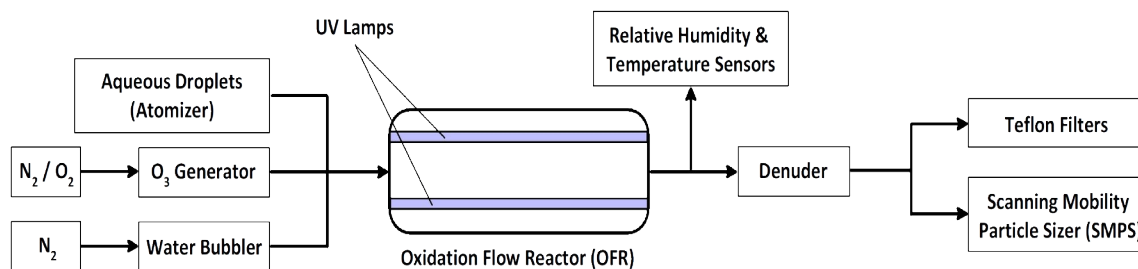 UV Lamps
Relative Humidity &
Temperature Sensors
Aqueous Droplets
(Atomizer)
N₂ / O₂
O₃ Generator
N₂
Water Bubbler
Oxidation Flow Reactor (OFR)
Denuder
Teflon Filters
Scanning Mobility
Particle Sizer (SMPS)